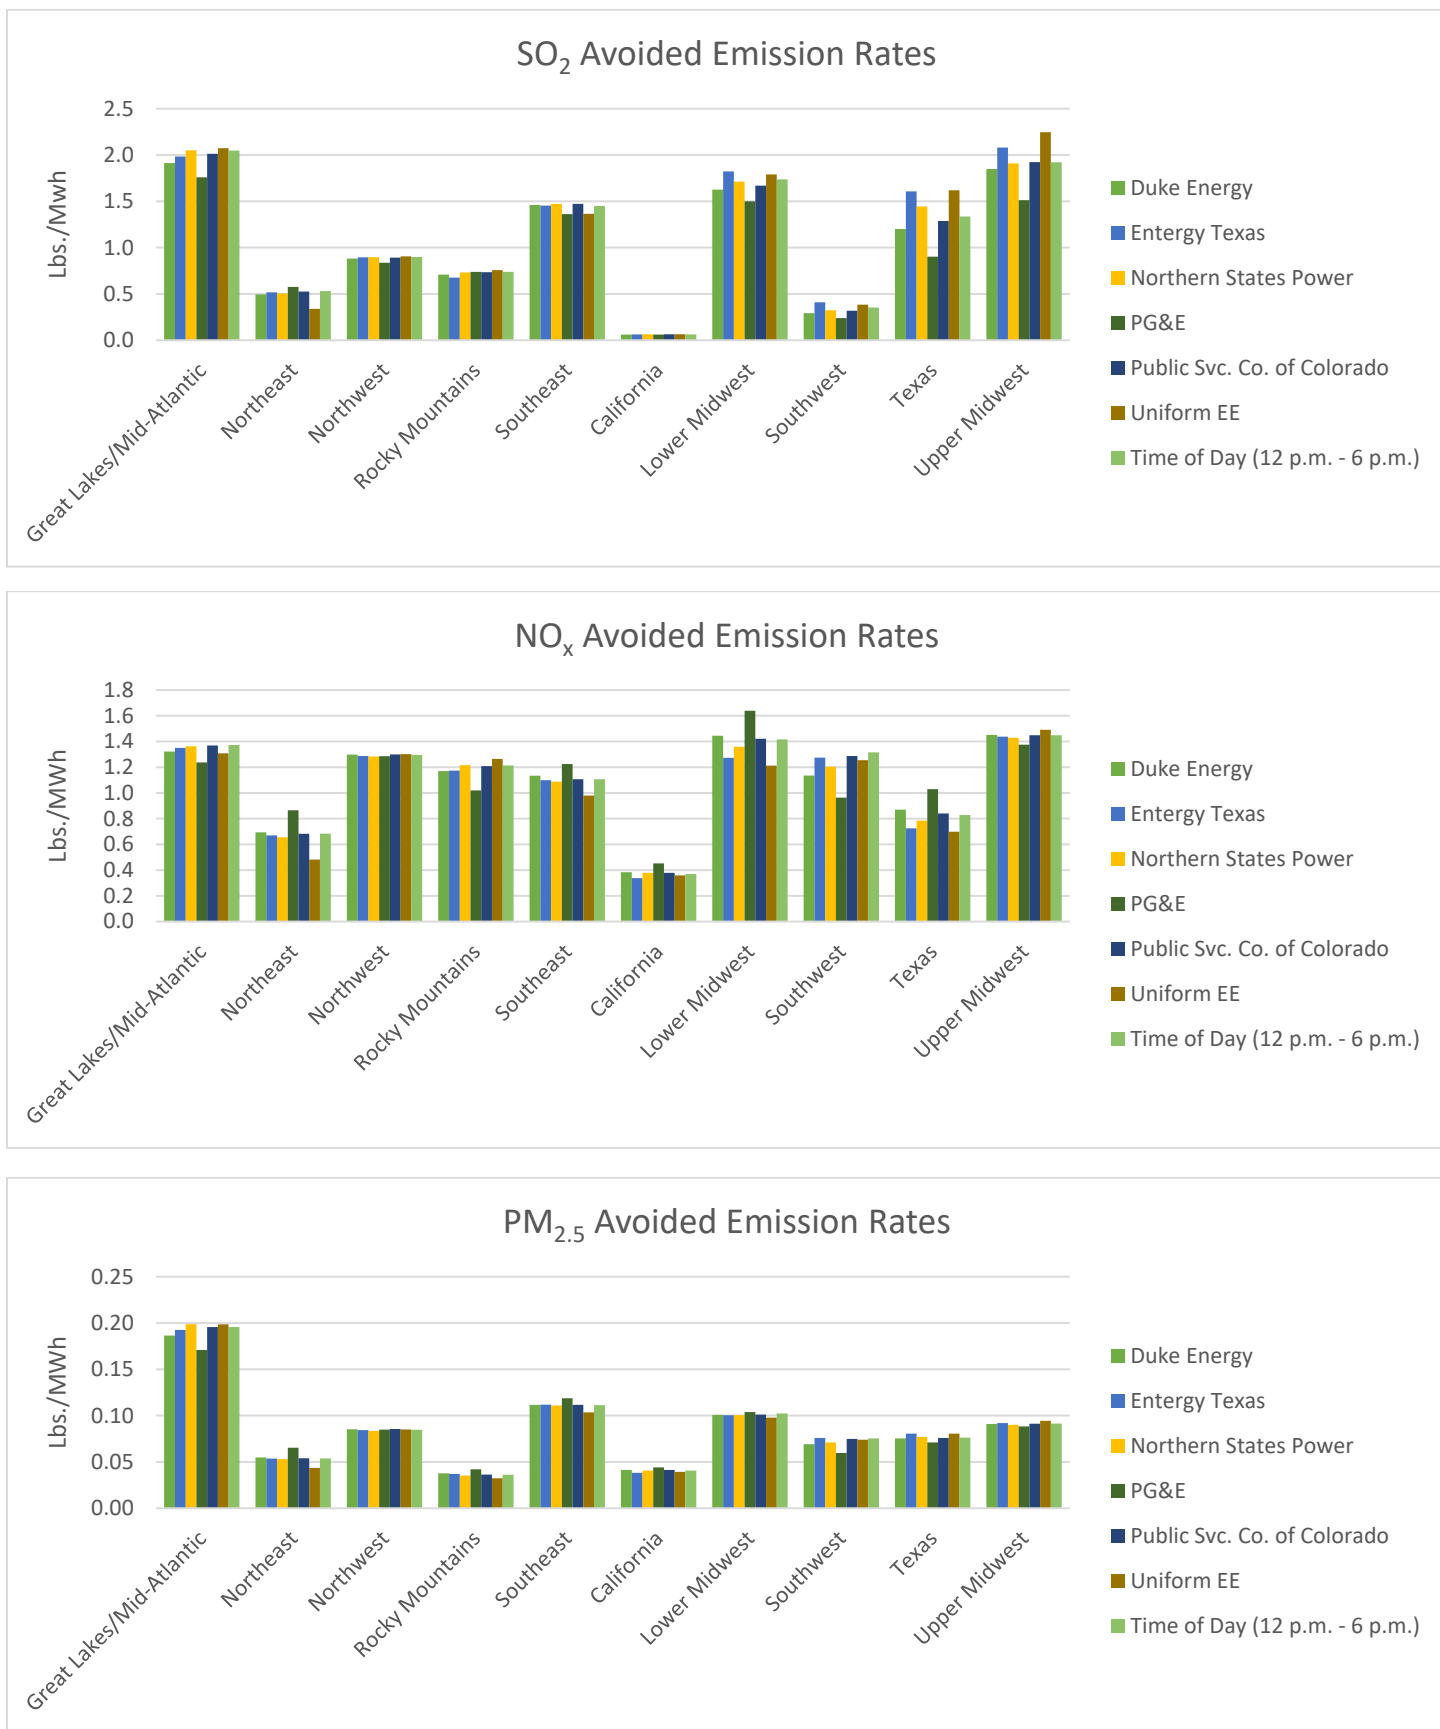 SO2 Avoided Emission Rates
Lbs./Mwh
2.5
2.0
1.5
1.0
0.5
0.0
Great Lakes/Mid-Atlantic
Northeast
Northwest
Rocky Mountains
Southeast
California
Lower Midwest
Southwest
Texas
Upper Midwest
Duke Energy
Entergy Texas
Northern States Power
PG&E
Public Svc. Co. of Colorado
Uniform EE
Time of Day (12 p.m. - 6 p.m.)
NOx Avoided Emission Rates
Lbs./MWh
1.8
1.6
1.4
1.2
1.0
0.8
0.6
0.4
0.2
0.0
Great Lakes/Mid-Atlantic
Northeast
Northwest
Rocky Mountains
Southeast
California
Lower Midwest
Southwest
Texas
Upper Midwest
Duke Energy
Entergy Texas
Northern States Power
PG&E
Public Svc. Co. of Colorado
Uniform EE
Time of Day (12 p.m. - 6 p.m.)
PM2.5 Avoided Emission Rates
Lbs./MWh
0.25
0.20
0.15
0.10
0.05
0.00
Great Lakes/Mid-Atlantic
Northeast
Northwest
Rocky Mountains
Southeast
California
Lower Midwest
Southwest
Texas
Upper Midwest
Duke Energy
Entergy Texas
Northern States Power
PG&E
Public Svc. Co. of Colorado
Uniform EE
Time of Day (12 p.m. - 6 p.m.)